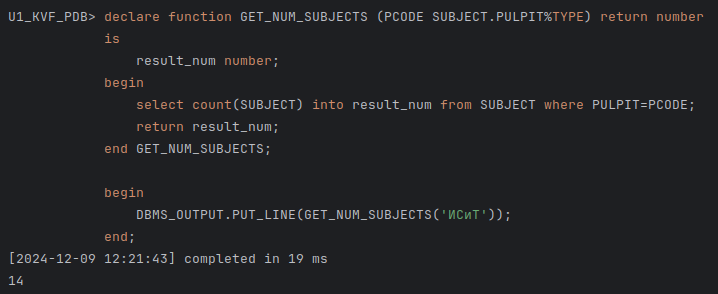 U1_KVF_PDB> declare function GET_NUM_SUBJECTS (PCODE SUBJECT.PULPIT%TYPE) return number
is
result_num number;
begin
select count(SUBJECT) into result_num from SUBJECT where PULPIT=PCODE;
return result_num;
end GET_NUM_SUBJECTS;
begin
DBMS_OUTPUT.PUT_LINE(GET_NUM_SUBJECTS('ИСиТ'));
end;
[2024-12-09 12:21:43] completed in 19 ms
14